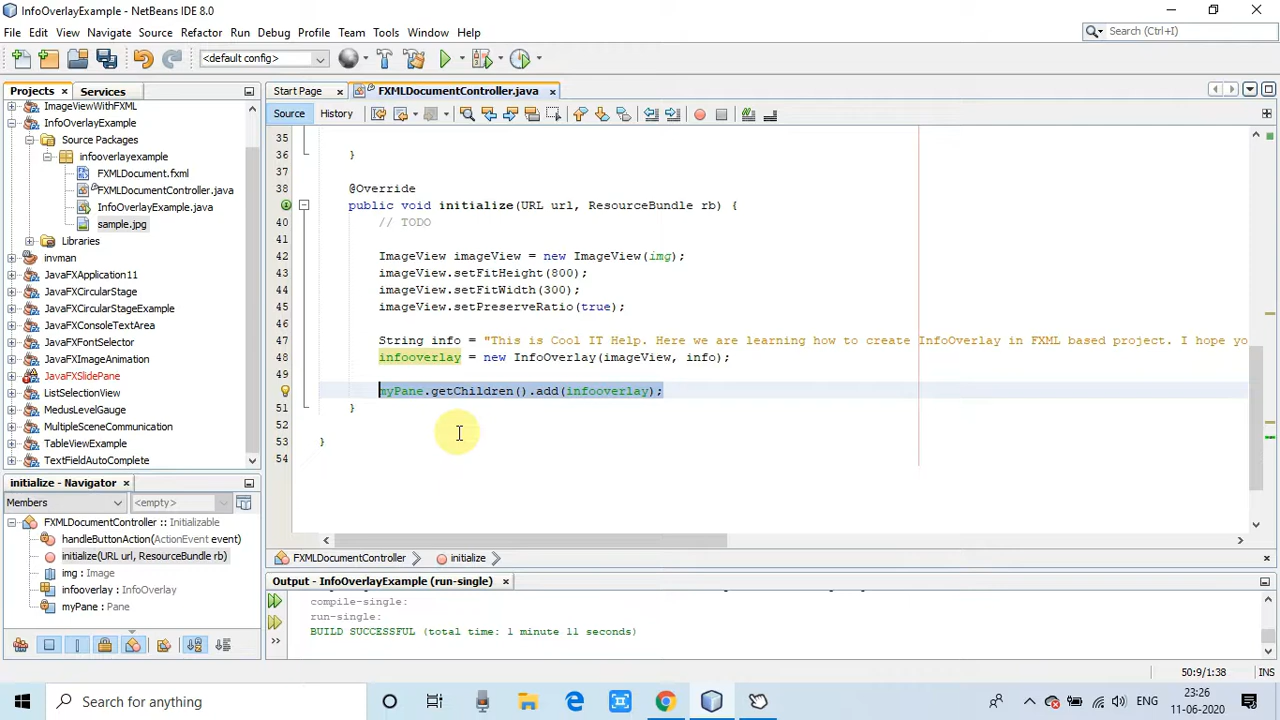 InfoOverlayExample - NetBeans IDE 8.0
File Edit View Navigate Source Refactor Run Debug Profile Team Tools Window Help
Search (Ctrl+I)
<default config>
Projects Services
Start Page FXMLDocumentController.java
Source History
ImageViewWithFXML
InfoOverlayExample
Source Packages
infooverlayexample
FXMLDocument.fxml
FXMLDocumentController.java
InfoOverlayExample.java
sample.jpg
Libraries
invman
JavaFXApplication11
JavaFXCircularStage
JavaFXCircularStageExample
JavaFXConsoleTextArea
JavaFXFontSelector
JavaFXImageAnimation
JavaFXSlidePane
ListSelectionView
MedusLevelGauge
MultipleSceneCommunication
TableViewExample
TextFieldAutoComplete
35
36 }
37
38 @Override
public void initialize(URL url, ResourceBundle rb) {
40 // TODO
41
42 ImageView imageView = new ImageView(img);
43 imageView.setFitHeight(800);
44 imageView.setFitWidth(300);
45 imageView.setPreserveRatio(true);
46
47 String info = "This is Cool IT Help. Here we are learning how to create InfoOverlay in FXML based project. I hope yo
48 infooverlay = new InfoOverlay(imageView, info);
49
myPane.getChildren().add(infooverlay);
51 }
52
53 }
54
initialize - Navigator
Members <empty>
FXMLDocumentController :: Initializable
handleButtonAction(ActionEvent event)
initialize(URL url, ResourceBundle rb)
img : Image
infooverlay : InfoOverlay
myPane : Pane
FXMLDocumentController initialize
Output - InfoOverlayExample (run-single)
compile-single:
run-single:
BUILD SUCCESSFUL (total time: 1 minute 11 seconds)
50:9/1:38 INS
Search for anything
ENG
23:26
11-06-2020